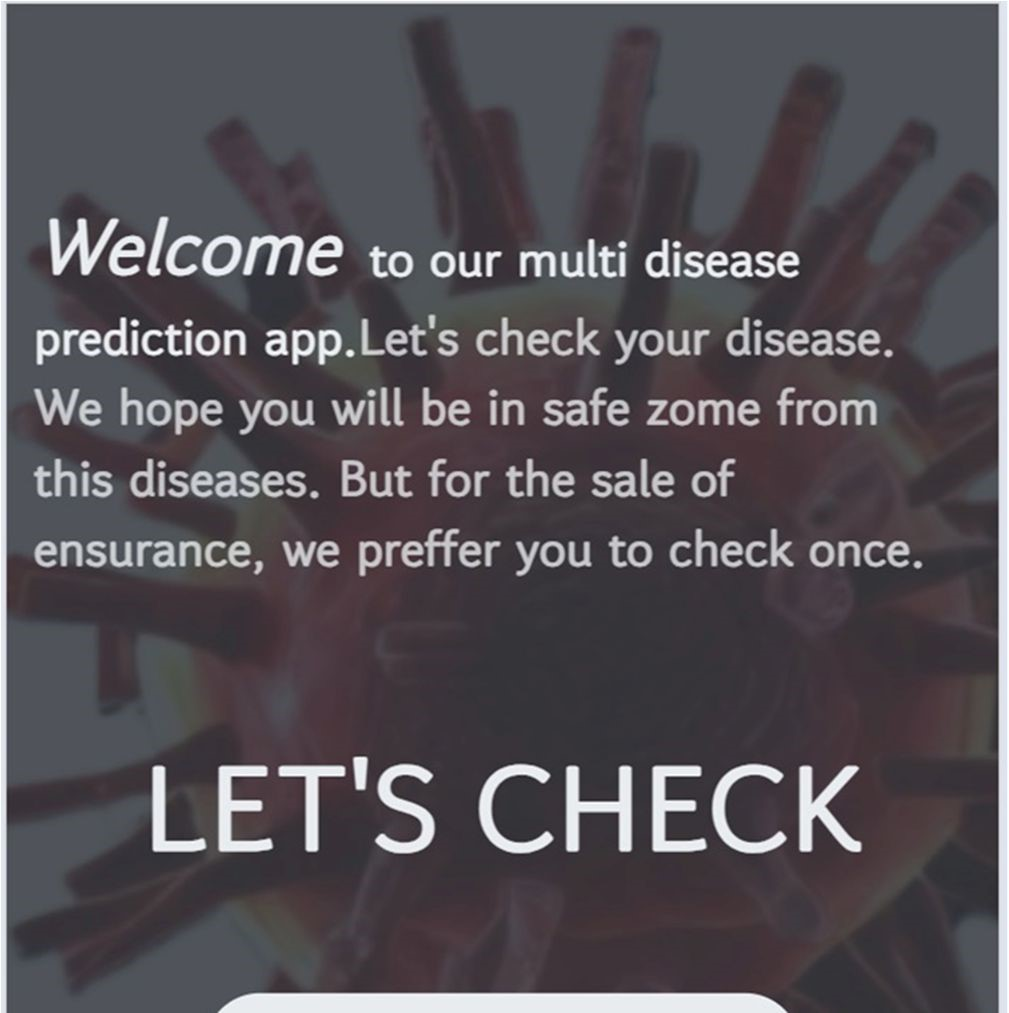 Welcome to our multi disease
prediction app.Let's check your disease.
We hope you will be in safe zome from
this diseases. But for the sale of
ensurance, we preffer you to check once.
LET'S CHECK